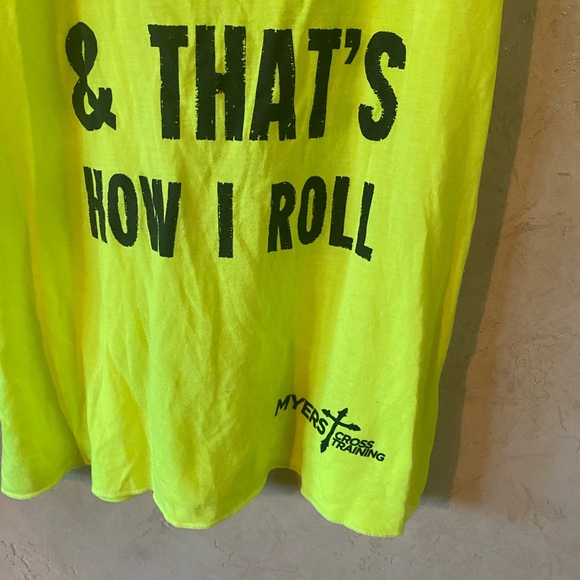 & THAT'S
HOW I ROLL
MYERS
CROSS
TRAINING